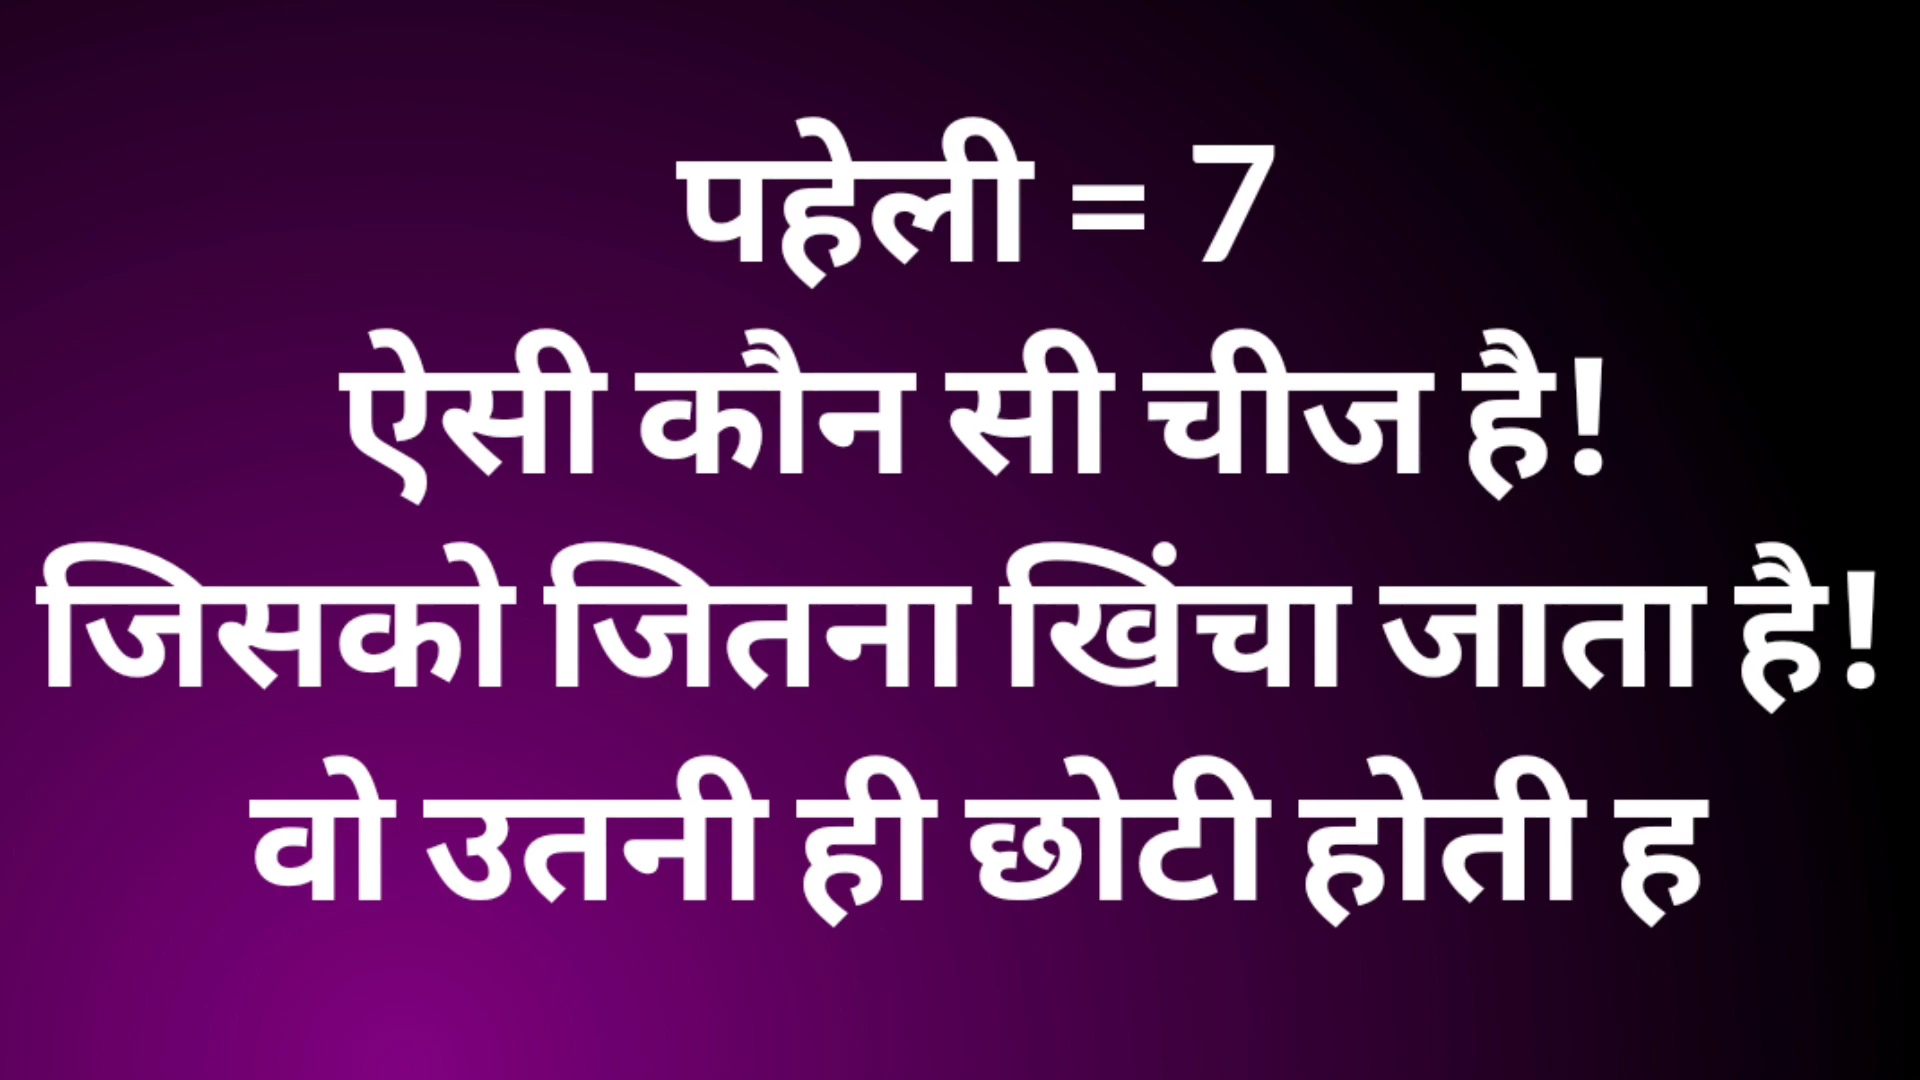 पहेली = 7
ऐसी कौन सी चीज है!
जिसको जितना खिंचा जाता है!
वो उतनी ही छोटी होती ह